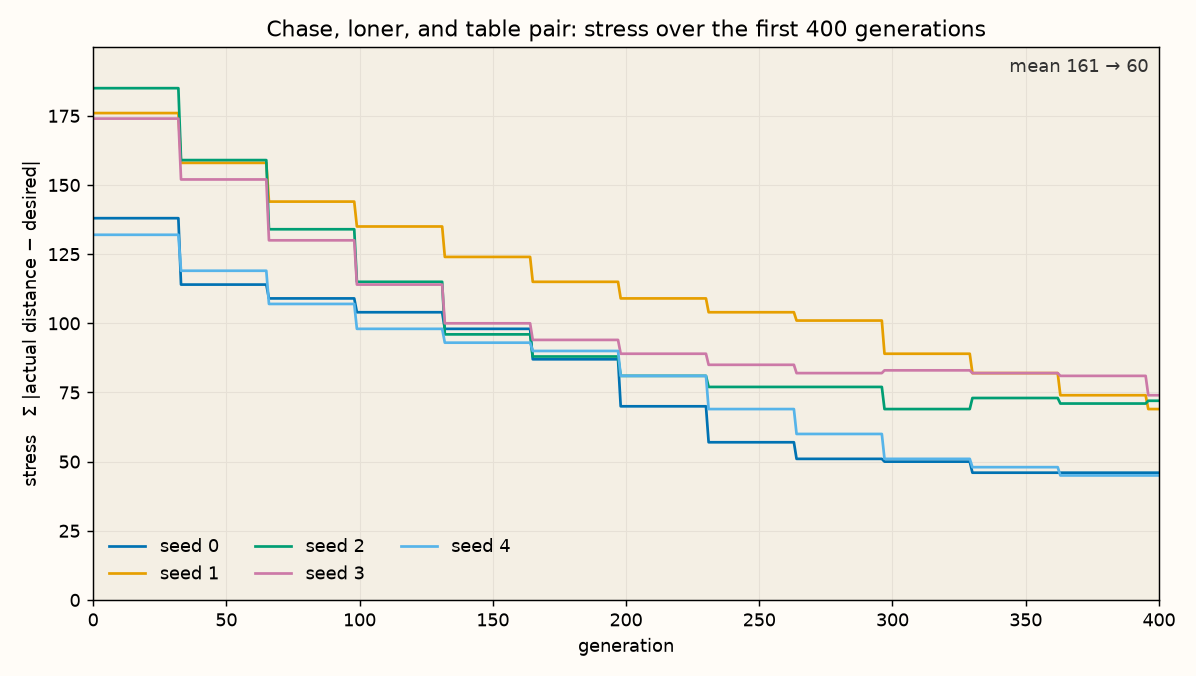 Chase, loner, and table pair: stress over the first 400 generations
mean 161 → 60
stress   Σ |actual distance − desired|
175
150
125
100
75
50
25
0
seed 0
seed 2
seed 4
seed 1
seed 3
0 50 100 150 200 250 300 350 400
generation